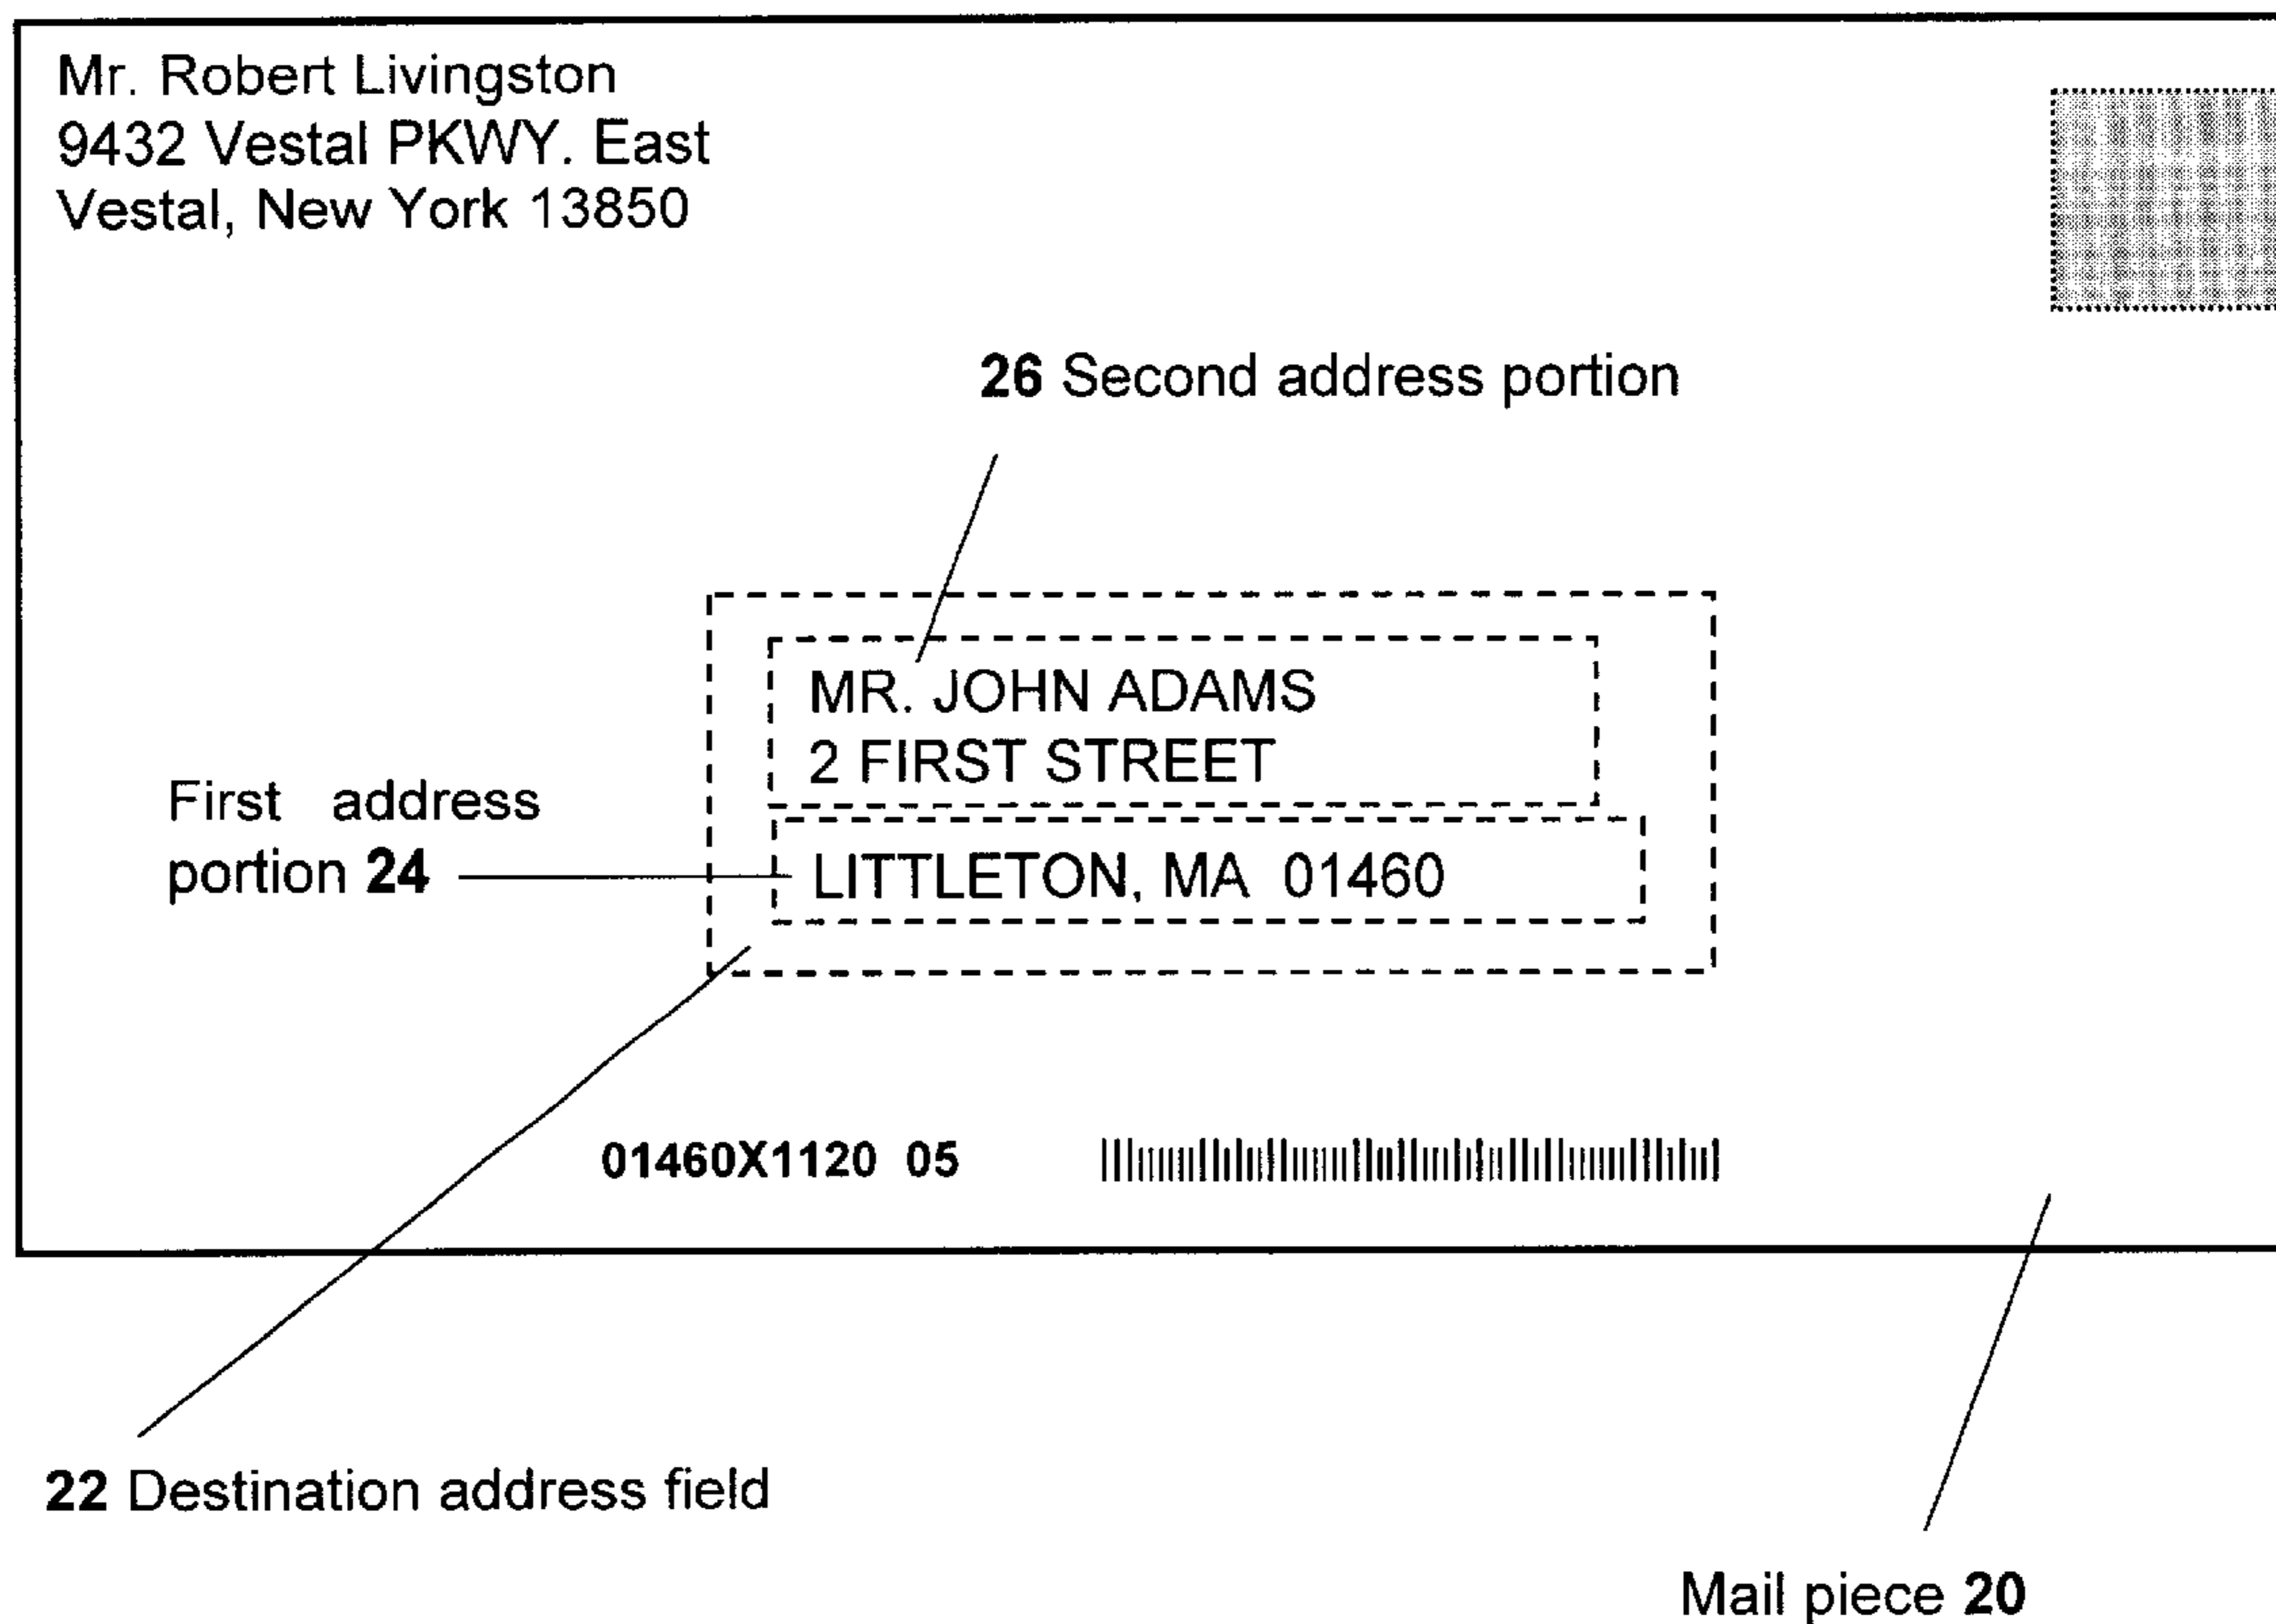 Mr. Robert Livingston
9432 Vestal PKWY. East
Vestal, New York 13850
26 Second address portion
MR. JOHN ADAMS
2 FIRST STREET
First address
portion 24
LITTLETON, MA 01460
01460X1120 05
22 Destination address field
Mail piece 20